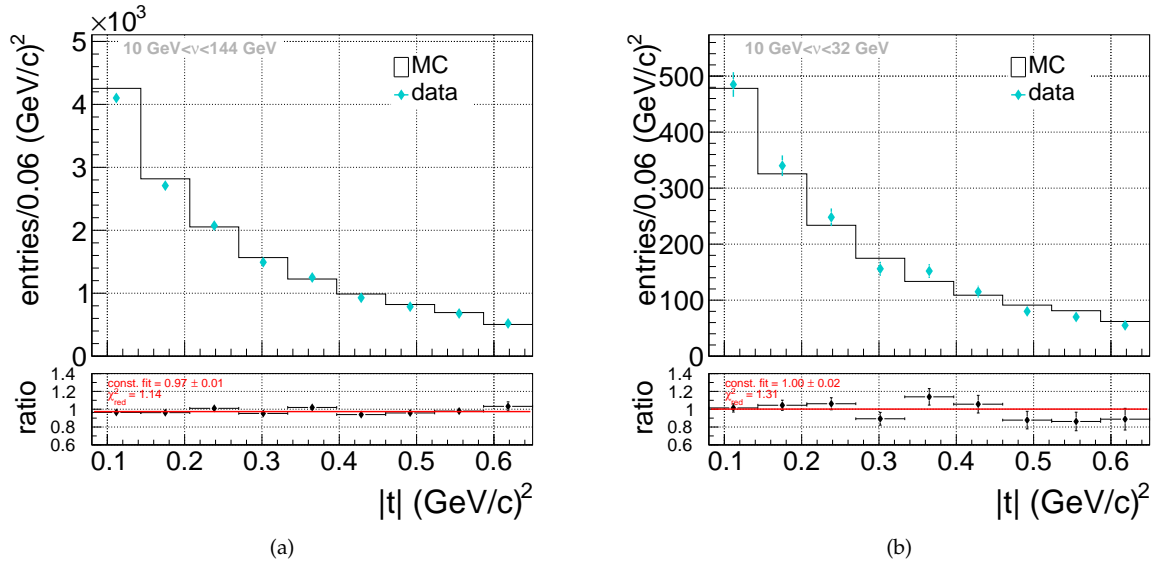 ×10³
10 GeV<ν<144 GeV
MC
data
entries/0.06 (GeV/c)²
5
4
3
2
1
0
const. fit = 0.97 ± 0.01
χ²red = 1.14
ratio
1.4
1.2
1
0.8
0.6
0.1 0.2 0.3 0.4 0.5 0.6
|t| (GeV/c)²
(a)
10 GeV<ν<32 GeV
MC
data
entries/0.06 (GeV/c)²
500
400
300
200
100
0
const. fit = 1.00 ± 0.02
χ²red = 1.31
ratio
1.4
1.2
1
0.8
0.6
0.1 0.2 0.3 0.4 0.5 0.6
|t| (GeV/c)²
(b)